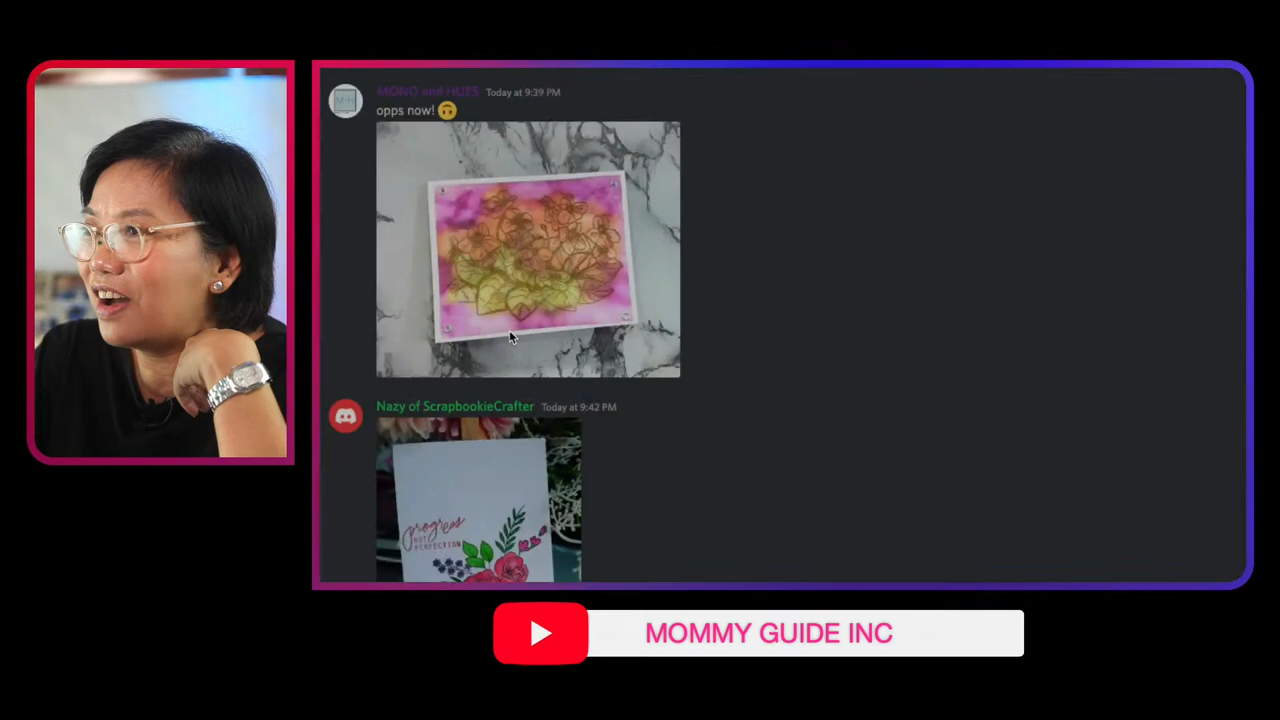 MONO and HUES Today at 9:39 PM
opps now! 🙃
Nazy of ScrapbookieCrafter Today at 9:42 PM
progress
NOT
PERFECTION
MOMMY GUIDE INC